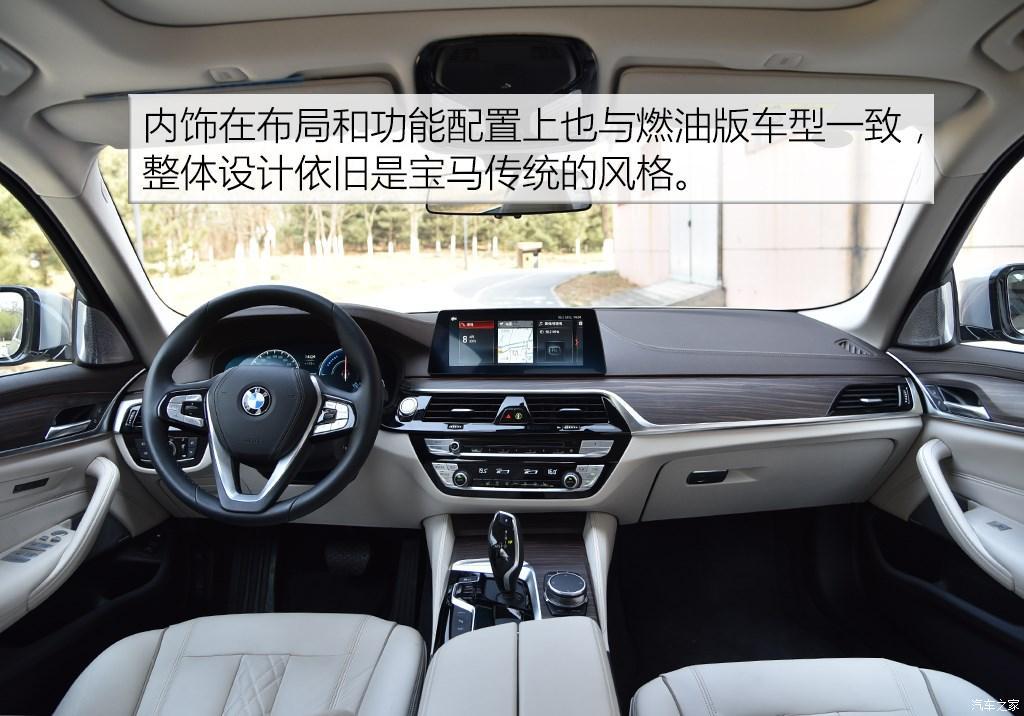 内饰在布局和功能配置上也与燃油版车型一致，
整体设计依旧是宝马传统的风格。
汽车之家